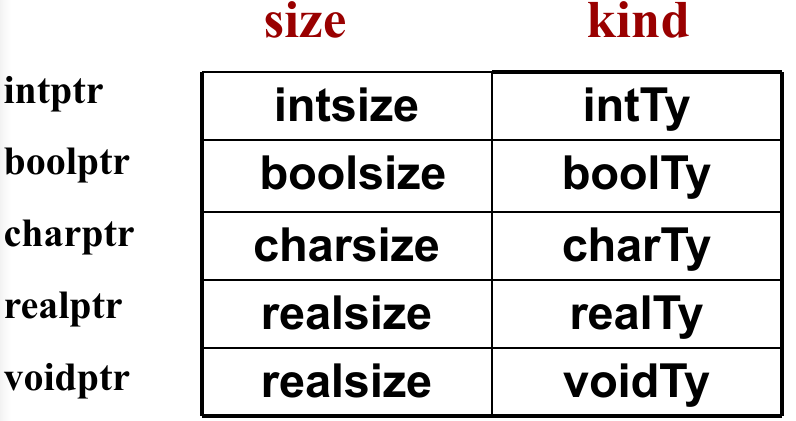 size kind
intptr intsize intTy
boolptr boolsize boolTy
charptr charsize charTy
realptr realsize realTy
voidptr realsize voidTy